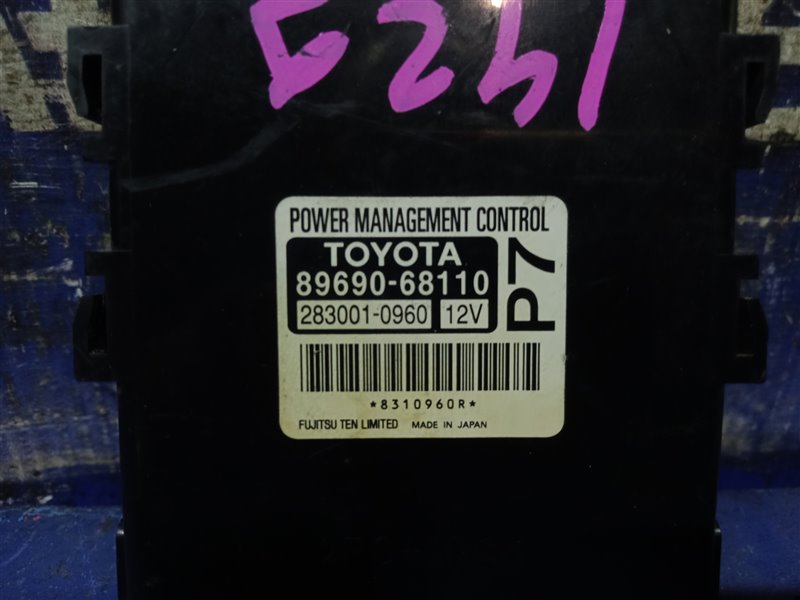 POWER MANAGEMENT CONTROL
TOYOTA
89690-68110
283001-0960 12V
P7
*8310960R*
FUJITSU TEN LIMITED MADE IN JAPAN